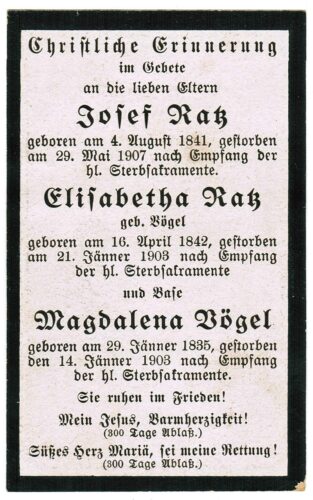 Christliche Erinnerung
im Gebete
an die lieben Eltern
Josef Ratz
geboren am 4. August 1841, gestorben
am 29. Mai 1907 nach Empfang der
hl. Sterbsakramente.
Elisabetha Ratz
geb. Vögel
geboren am 16. April 1842, gestorben
am 21. Jänner 1903 nach Empfang
der hl. Sterbsakramente
und Base
Magdalena Vögel
geboren am 29. Jänner 1835, gestorben
den 14. Jänner 1903 nach Empfang
der hl. Sterbsakramente.
Sie ruhen im Frieden!
Mein Jesus, Barmherzigkeit!
(300 Tage Ablaß.)
Süßes Herz Mariä, sei meine Rettung!
(300 Tage Ablaß.)